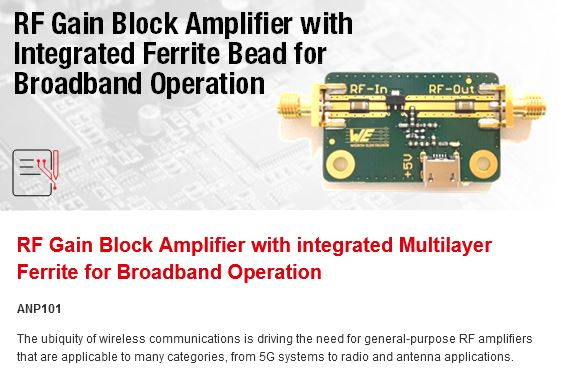 RF Gain Block Amplifier with
Integrated Ferrite Bead for
Broadband Operation
RF-In
RF-Out
WE
WURTH ELEKTRONIK
+5V
RF Gain Block Amplifier with integrated Multilayer
Ferrite for Broadband Operation
ANP101
The ubiquity of wireless communications is driving the need for general-purpose RF amplifiers
that are applicable to many categories, from 5G systems to radio and antenna applications.